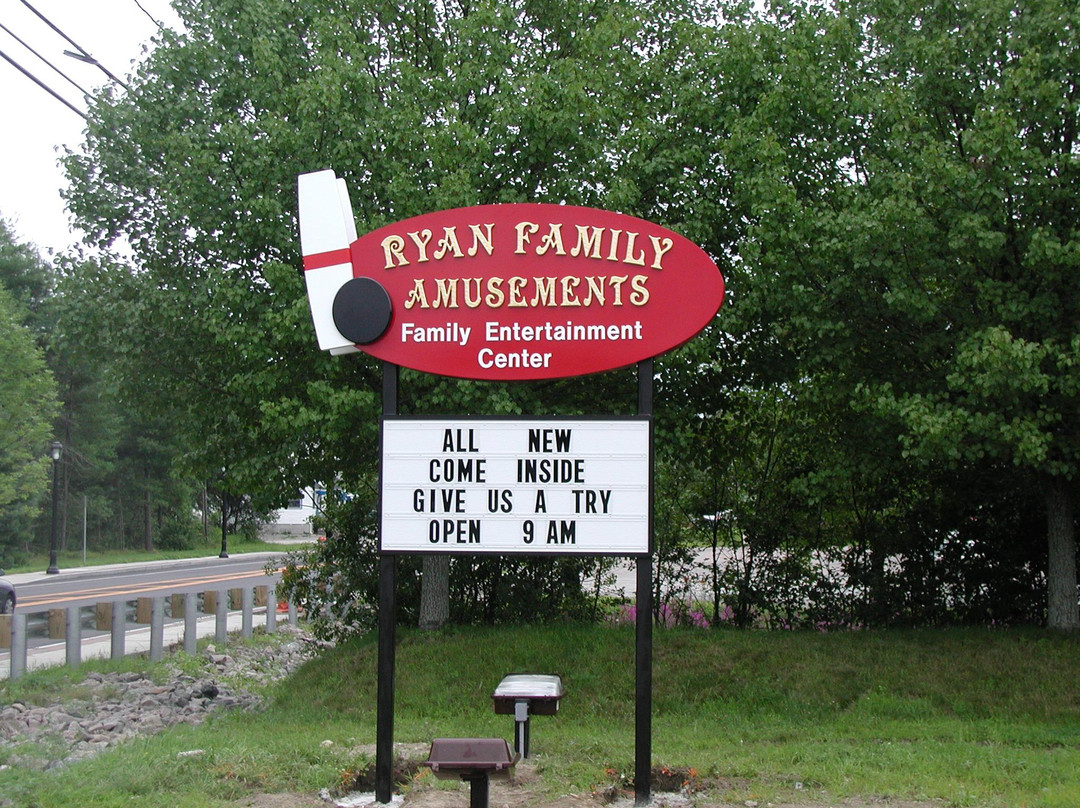 RYAN FAMILY
AMUSEMENTS
Family Entertainment
Center
ALL NEW
COME INSIDE
GIVE US A TRY
OPEN 9 AM